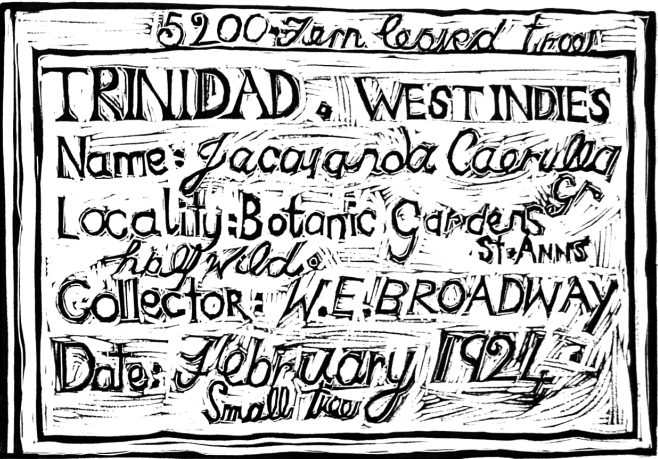 5200. Fern leaved tree
TRINIDAD. WEST INDIES
Name: Jacaranda Caerulea
Gr
Locality: Botanic Gardens
St. ANNS
half wild.
Collector: W.E. BROADWAY
Date: February 1924
Small tree